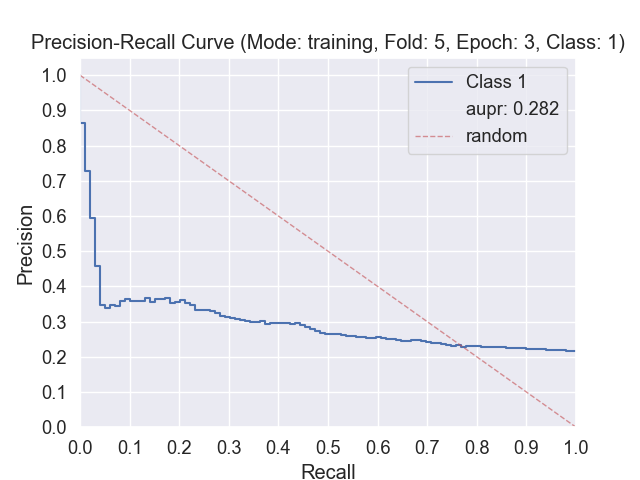 Precision-Recall Curve (Mode: training, Fold: 5, Epoch: 3, Class: 1)
Class 1
aupr: 0.282
random
Precision
1.0
0.9
0.8
0.7
0.6
0.5
0.4
0.3
0.2
0.1
0.0
0.0 0.1 0.2 0.3 0.4 0.5 0.6 0.7 0.8 0.9 1.0
Recall